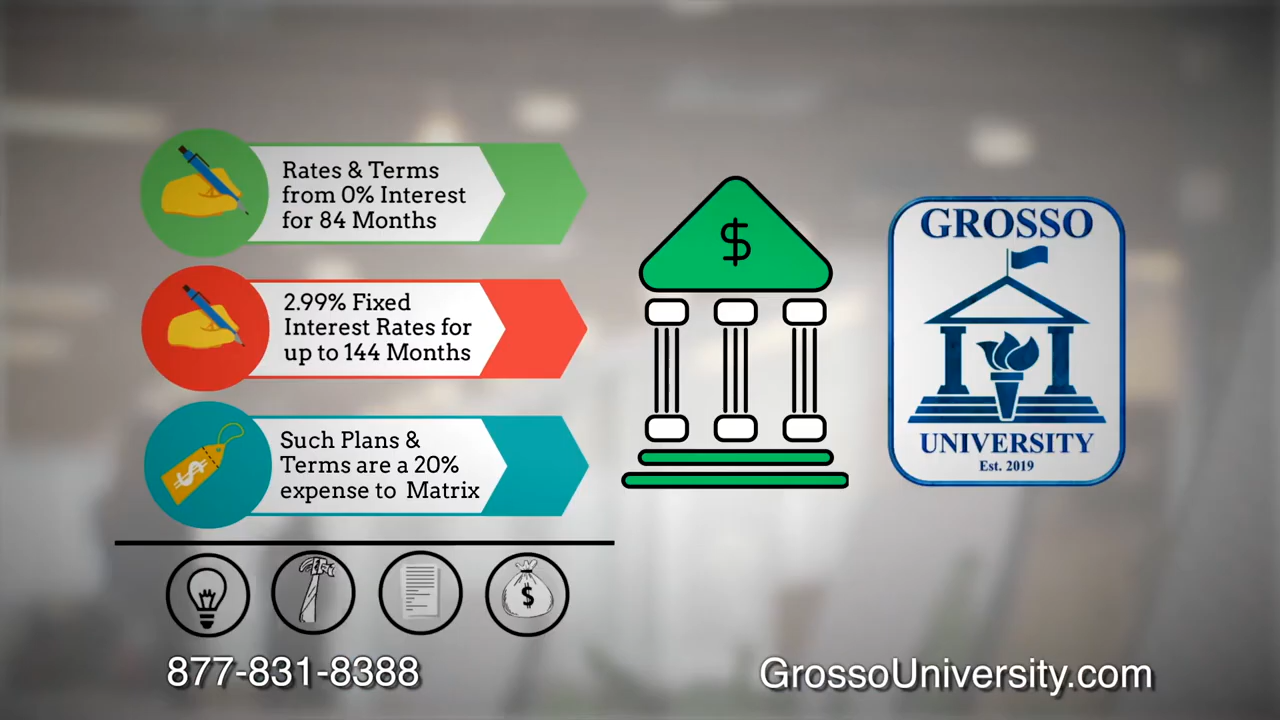 Rates & Terms
from 0% Interest
for 84 Months
2.99% Fixed
Interest Rates for
up to 144 Months
Such Plans &
Terms are a 20%
expense to Matrix
$
$
$
GROSSO
UNIVERSITY
Est. 2019
877-831-8388
GrossoUniversity.com